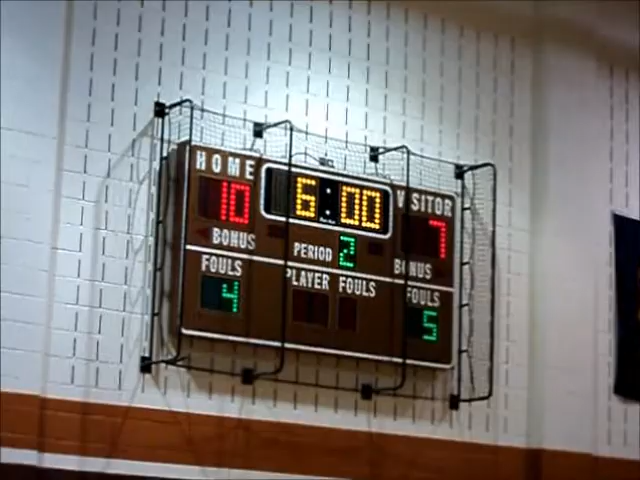 HOME 6:00 VISITOR
10 7
BONUS PERIOD 2 BONUS
FOULS PLAYER FOULS FOULS
4 5